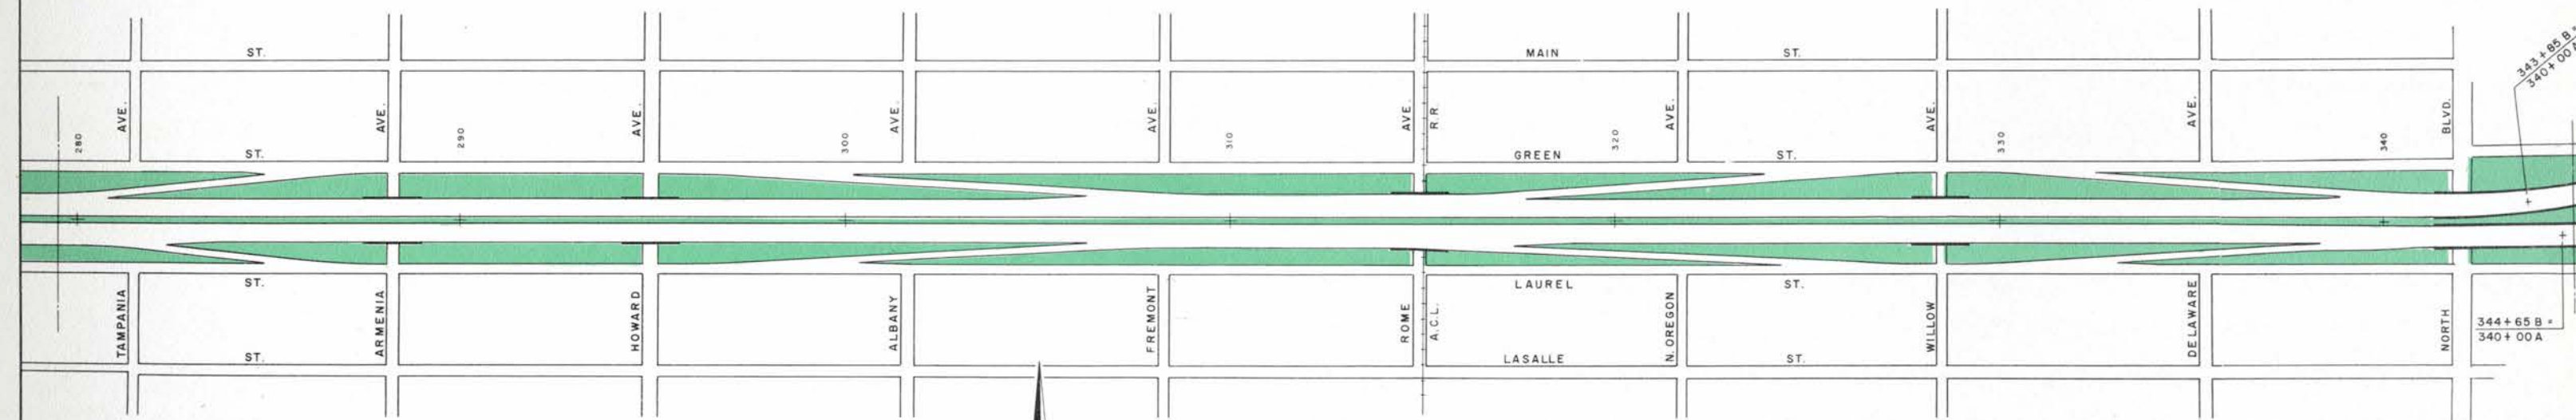 ST.
MAIN
ST.
343+85 B =
340+00
AVE.
AVE.
AVE.
AVE.
AVE.
AVE.
R.R
AVE.
AVE.
AVE.
BLVD.
280
290
300
310
320
330
340
ST.
GREEN
ST.
ST.
LAUREL
ST.
TAMPANIA
ARMENIA
HOWARD
ALBANY
FREMONT
ROME
A.C.L.
N. OREGON
WILLOW
DELAWARE
NORTH
344+65 B =
340+00 A
ST.
LASALLE
ST.